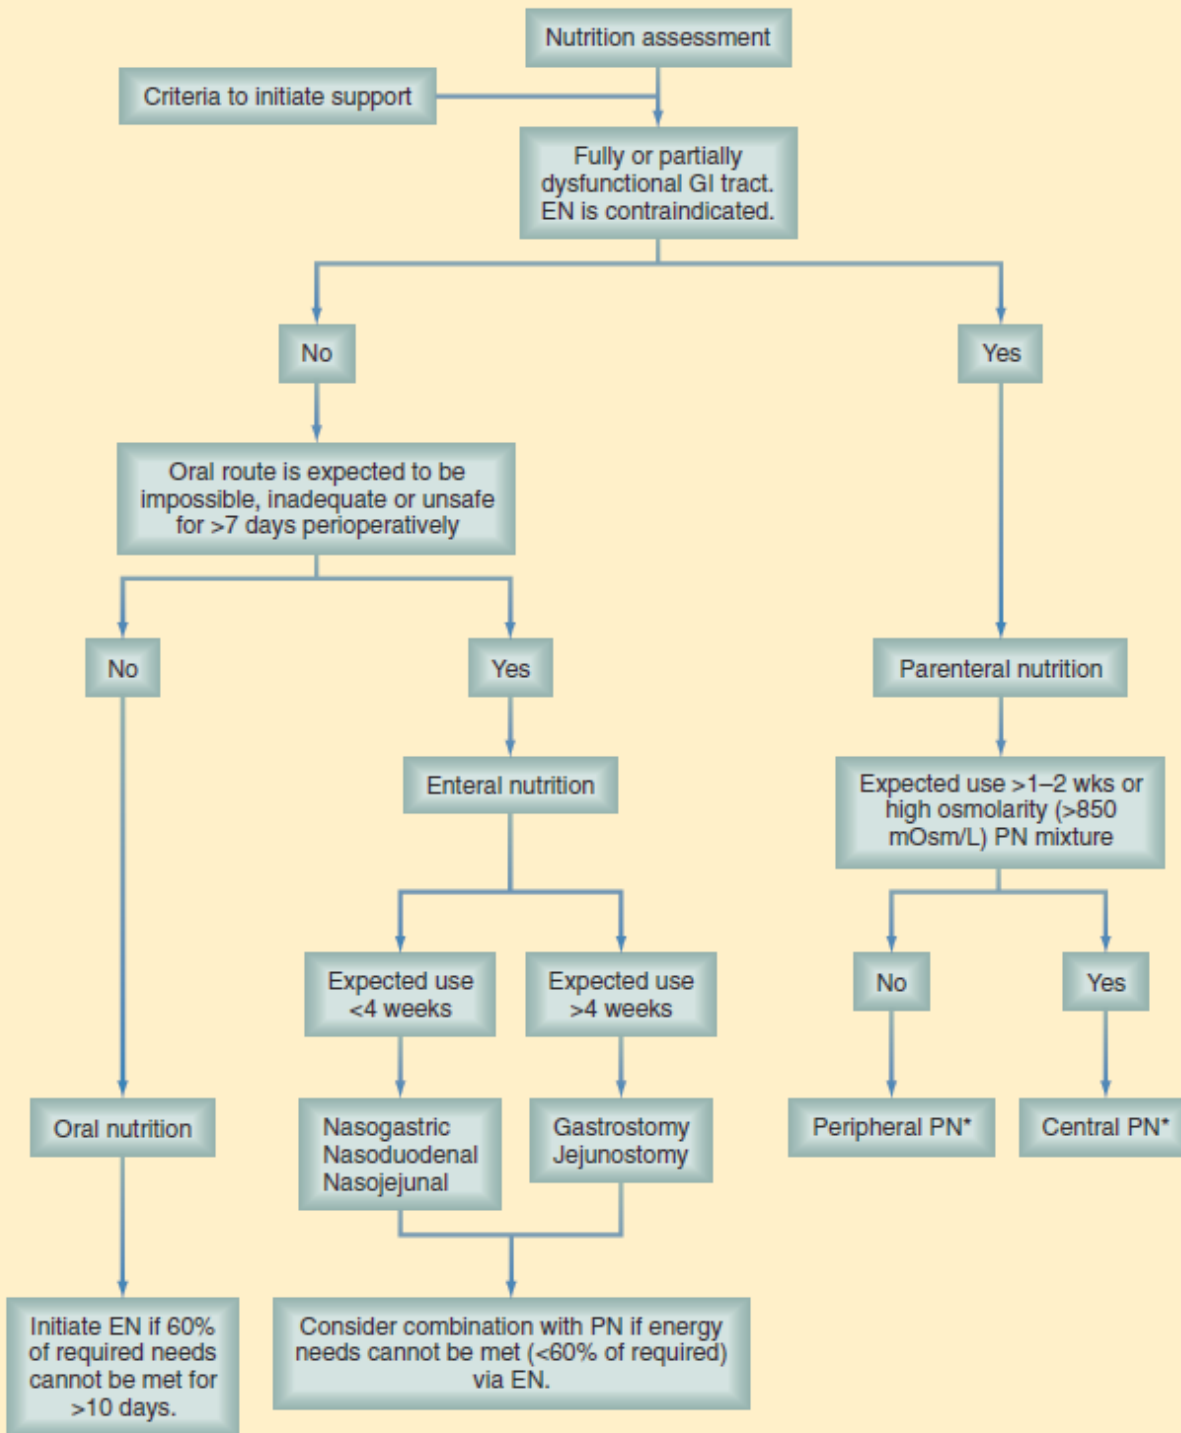 Nutrition assessment
Criteria to initiate support
Fully or partially
dysfunctional GI tract.
EN is contraindicated.
No
Yes
Oral route is expected to be
impossible, inadequate or unsafe
for >7 days perioperatively
No
Yes
Parenteral nutrition
Enteral nutrition
Expected use >1–2 wks or
high osmolarity (>850
mOsm/L) PN mixture
Expected use
<4 weeks
Expected use
>4 weeks
No
Yes
Oral nutrition
Nasogastric
Nasoduodenal
Nasojejunal
Gastrostomy
Jejunostomy
Peripheral PN*
Central PN*
Initiate EN if 60%
of required needs
cannot be met for
>10 days.
Consider combination with PN if energy
needs cannot be met (<60% of required)
via EN.